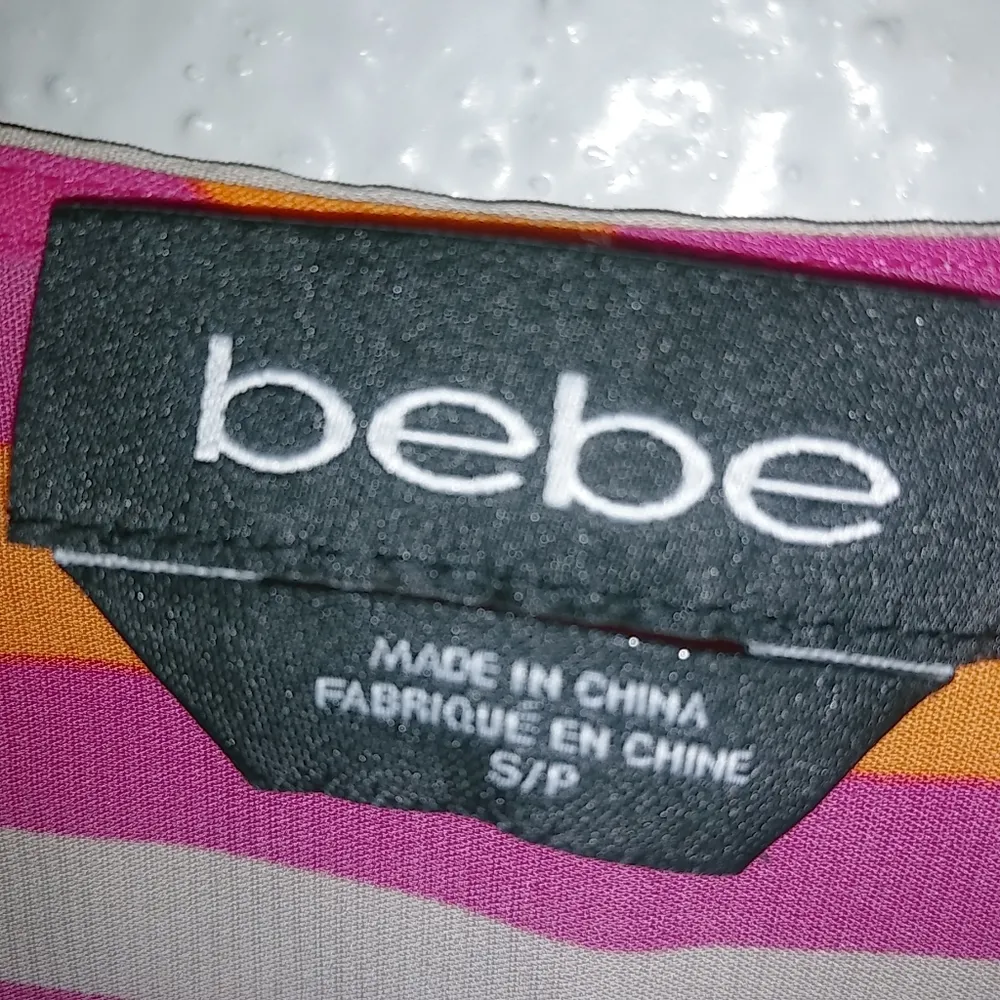 bebe
MADE IN CHINA
FABRIQUÉ EN CHINE
S/P